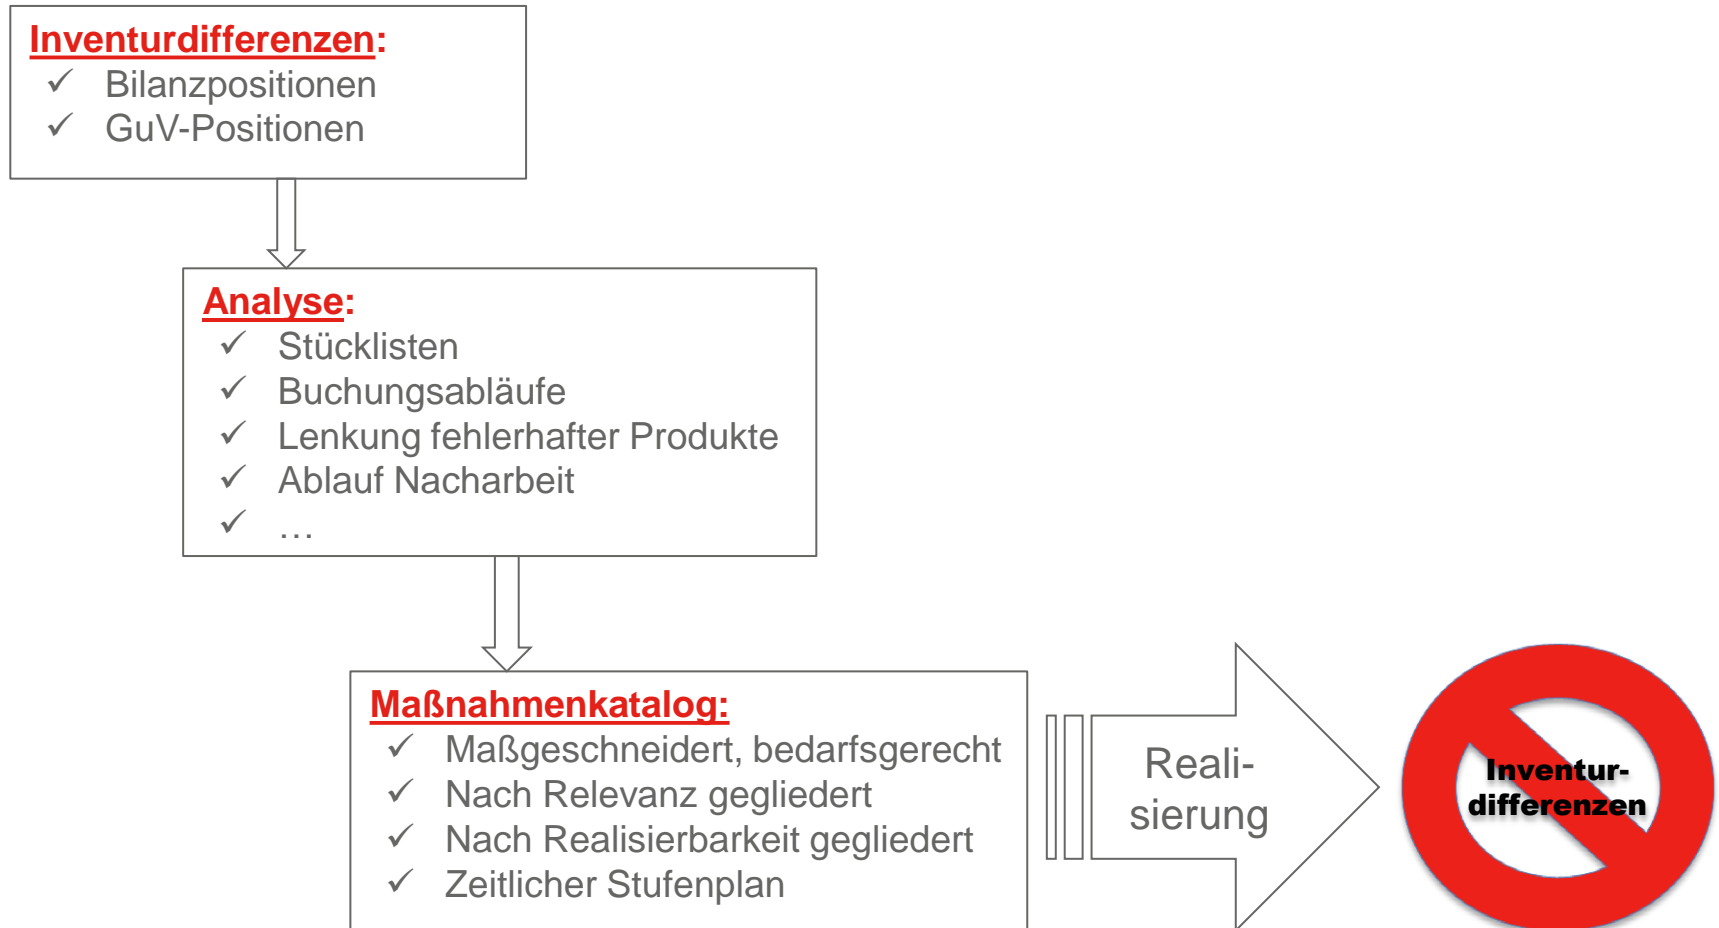 Inventurdifferenzen:
✓ Bilanzpositionen
✓ GuV-Positionen
Analyse:
✓ Stücklisten
✓ Buchungsabläufe
✓ Lenkung fehlerhafter Produkte
✓ Ablauf Nacharbeit
✓ …
Maßnahmenkatalog:
✓ Maßgeschneidert, bedarfsgerecht
✓ Nach Relevanz gegliedert
✓ Nach Realisierbarkeit gegliedert
✓ Zeitlicher Stufenplan
Reali-
sierung
Inventur-
differenzen